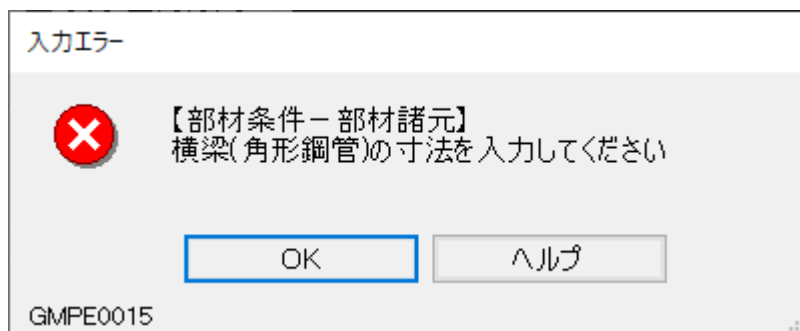 入力エラー
【部材条件－部材諸元】
横梁(角形鋼管)の寸法を入力してください
OK
ヘルプ
GMPE0015